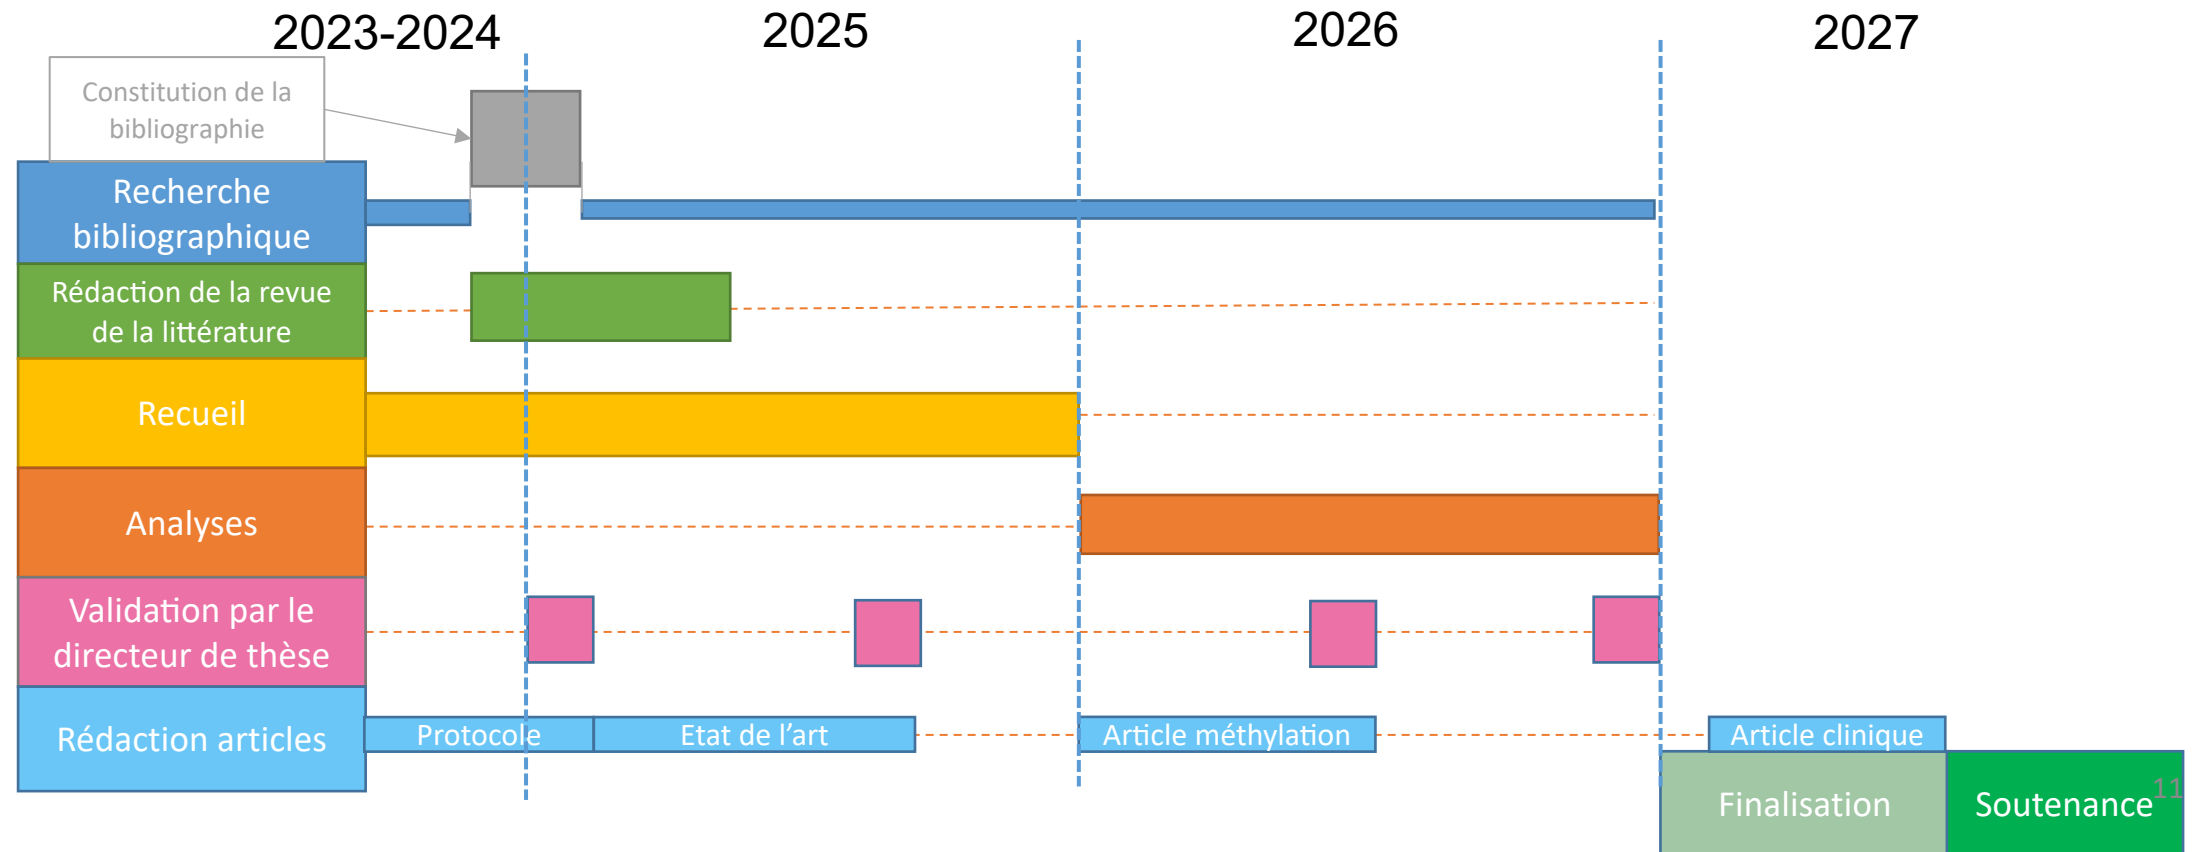 2023-2024
2025
2026
2027
Constitution de la
bibliographie
Recherche
bibliographique
Rédaction de la revue
de la littérature
Recueil
Analyses
Validation par le
directeur de thèse
Rédaction articles
Protocole
Etat de l’art
Article méthylation
Article clinique
Finalisation
Soutenance
11